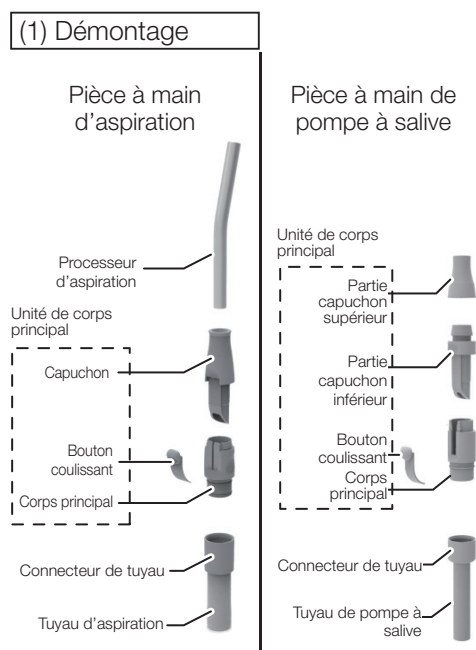 (1) Démontage
Pièce à main
d'aspiration
Processeur
d'aspiration
Unité de corps
principal
Capuchon
Bouton
coulissant
Corps principal
Connecteur de tuyau
Tuyau d'aspiration
Pièce à main de
pompe à salive
Unité de corps
principal
Partie
capuchon
supérieur
Partie
capuchon
inférieur
Bouton
coulissant
Corps
principal
Connecteur de tuyau
Tuyau de pompe à
salive